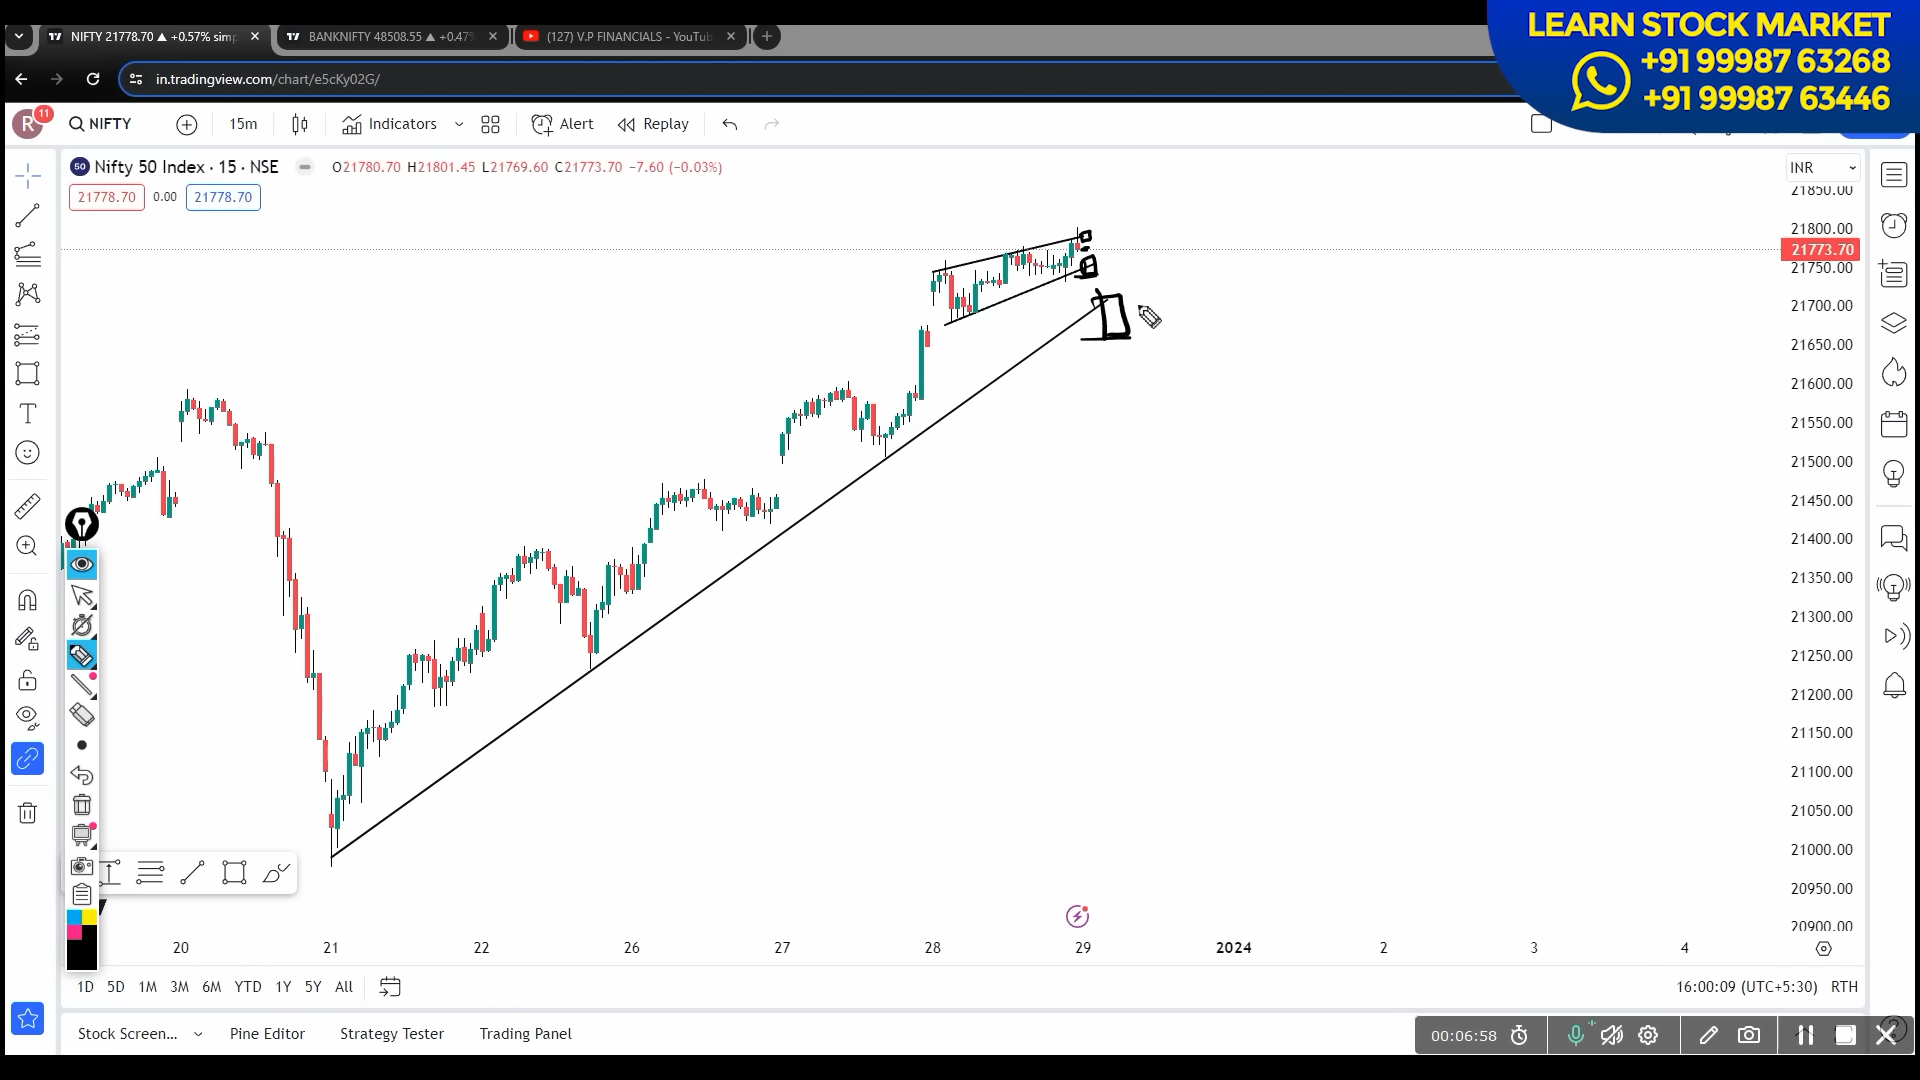 LEARN STOCK MARKET
+91 99987 63268
+91 99987 63446
NIFTY 21778.70 ▲ +0.57% sim
BANKNIFTY 48508.55 ▲ +0.47%
(127) V.P FINANCIALS - YouTub
in.tradingview.com/chart/e5cKy02G/
R
11
NIFTY
15m
Indicators
Alert
Replay
50
Nifty 50 Index · 15 · NSE
O21780.70 H21801.45 L21769.60 C21773.70 −7.60 (−0.03%)
21778.70
0.00
21778.70
INR
21850.00
21800.00
21773.70
21750.00
21700.00
21650.00
21600.00
21550.00
21500.00
21450.00
21400.00
21350.00
21300.00
21250.00
21200.00
21150.00
21100.00
21050.00
21000.00
20950.00
20900.00
20 21 22 26 27 28 29 2024 2 3 4
1D 5D 1M 3M 6M YTD 1Y 5Y All
16:00:09 (UTC+5:30) RTH
Stock Screen... Pine Editor Strategy Tester Trading Panel
00:06:58